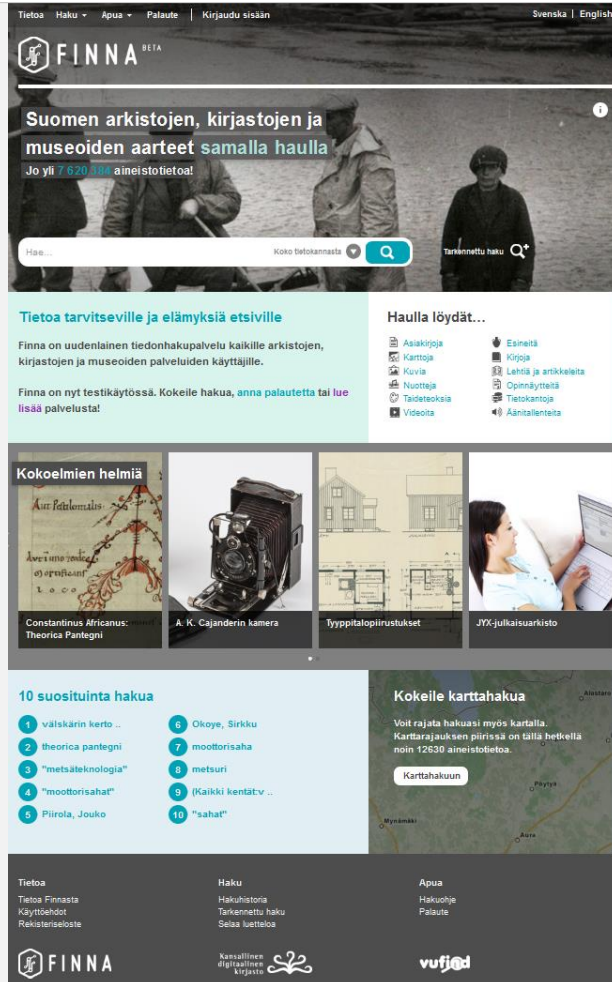 Tietoa Haku Apua Palaute | Kirjaudu sisään Svenska | English
FINNA BETA
Suomen arkistojen, kirjastojen ja
museoiden aarteet samalla haulla
Jo yli 7 620 384 aineistotietoa!
Hae... Koko tietokannasta Tarkennettu haku
Tietoa tarvitseville ja elämyksiä etsiville
Finna on uudenlainen tiedonhakupalvelu kaikille arkistojen,
kirjastojen ja museoiden palveluiden käyttäjille.
Finna on nyt testikäytössä. Kokeile hakua, anna palautetta tai lue
lisää palvelusta!
Haulla löydät...
Asiakirjoja
Karttoja
Kuvia
Nuotteja
Taideteoksia
Videoita
Esineitä
Kirjoja
Lehtiä ja artikkeleita
Opinnäytteitä
Tietokantoja
Äänitallenteita
Kokoelmien helmiä
Constantinus Africanus:
Theorica Pantegni
A. K. Cajanderin kamera
Tyyppitalopiirustukset
JYX-julkaisuarkisto
10 suosituinta hakua
1 välskärin kerto ..
2 theorica pantegni
3 "metsäteknologia"
4 "moottorisahat"
5 Piirola, Jouko
6 Okoye, Sirkku
7 moottorisaha
8 metsuri
9 (Kaikki kentät:v ..
10 "sahat"
Kokeile karttahakua
Voit rajata hakuasi myös kartalla.
Karttarajauksen piirissä on tällä hetkellä
noin 12630 aineistotietoa.
Karttahakuun
Alastaro
Pöytyä
Mynämäki
Aura
Tietoa
Tietoa Finnasta
Käyttöehdot
Rekisteriseloste
Haku
Hakuhistoria
Tarkennettu haku
Selaa luetteloa
Apua
Hakuohje
Palaute
FINNA
Kansallinen
digitaalinen
kirjasto
vufind